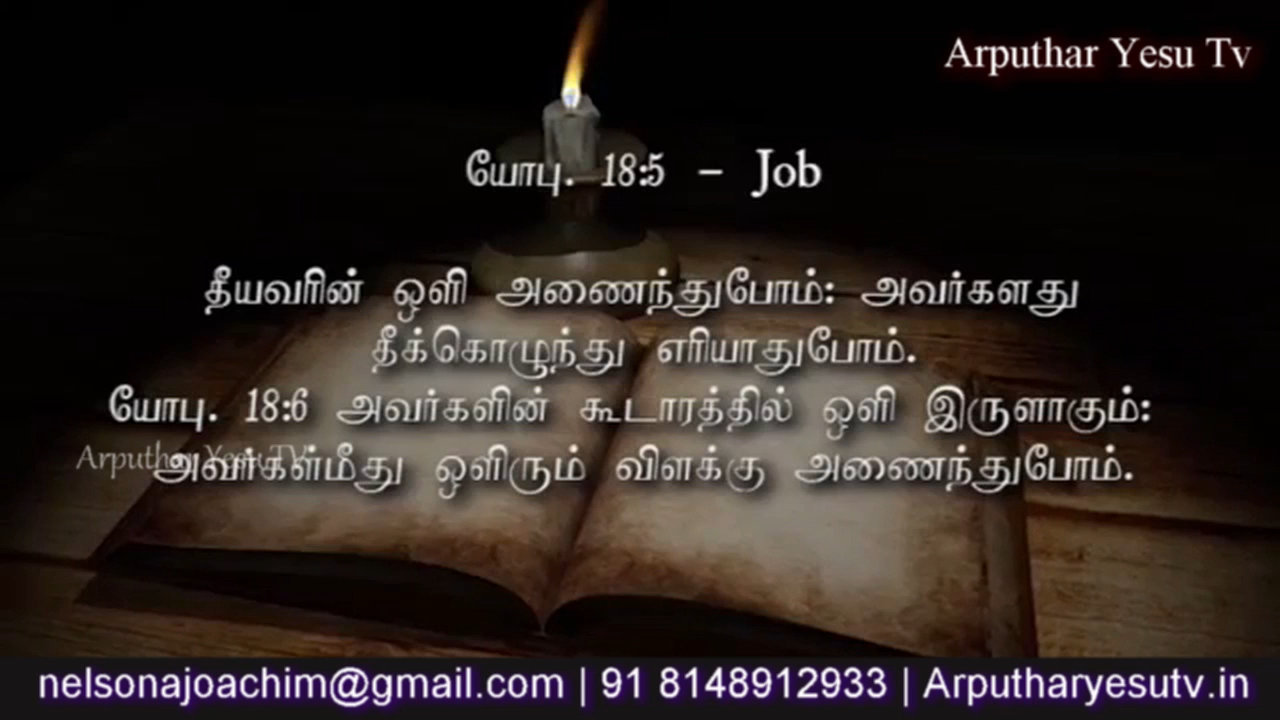 Arputhar Yesu Tv
யோபு. 18:5 – Job
தீயவரின் ஒளி அணைந்துபோம்: அவர்களது
தீக்கொழுந்து எரியாதுபோம்.
யோபு. 18:6 அவர்களின் கூடாரத்தில் ஒளி இருளாகும்:
Arputhar Yesu TV
அவர்கள்மீது ஒளிரும் விளக்கு அணைந்துபோம்.
nelsonajoachim@gmail.com | 91 8148912933 | Arputharyesutv.in